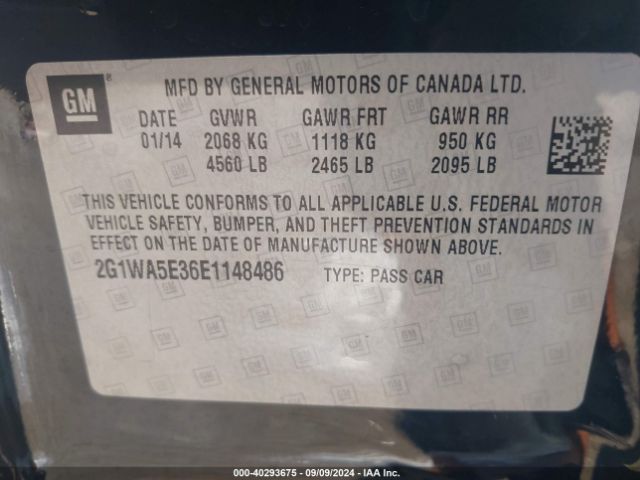 GM ® MFD BY GENERAL MOTORS OF CANADA LTD.
DATE GVWR GAWR FRT GAWR RR
01/14 2068 KG 1118 KG 950 KG
4560 LB 2465 LB 2095 LB
THIS VEHICLE CONFORMS TO ALL APPLICABLE U.S. FEDERAL MOTOR
VEHICLE SAFETY, BUMPER, AND THEFT PREVENTION STANDARDS IN
EFFECT ON THE DATE OF MANUFACTURE SHOWN ABOVE.
2G1WA5E36E1148486 TYPE: PASS CAR
000-40293675 - 09/09/2024 - IAA Inc.